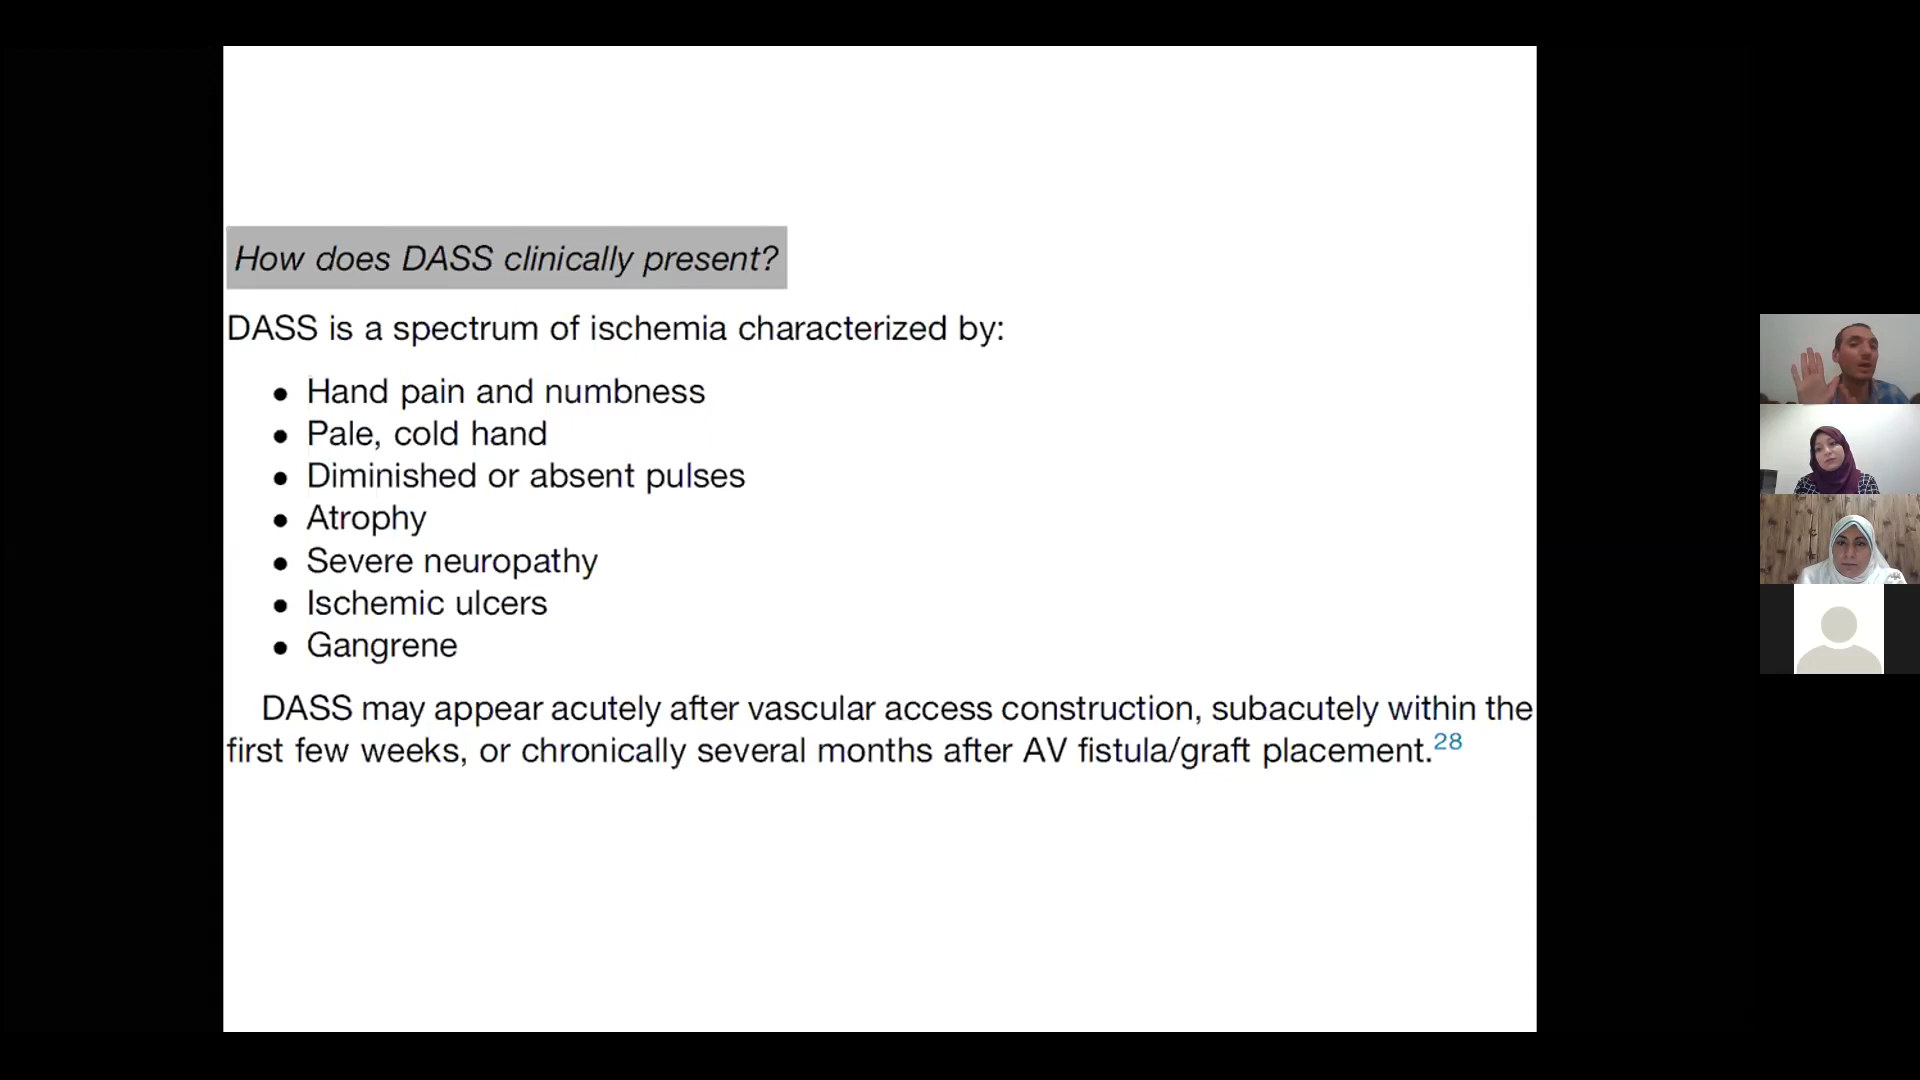 How does DASS clinically present?
DASS is a spectrum of ischemia characterized by:
• Hand pain and numbness
• Pale, cold hand
• Diminished or absent pulses
• Atrophy
• Severe neuropathy
• Ischemic ulcers
• Gangrene
DASS may appear acutely after vascular access construction, subacutely within the
first few weeks, or chronically several months after AV fistula/graft placement.28